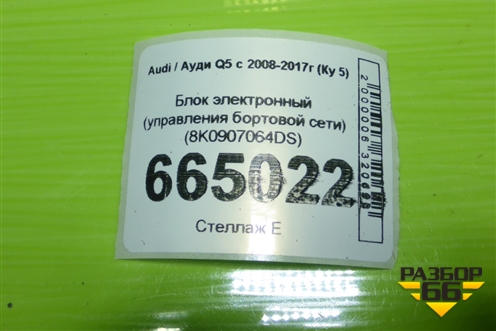 Audi / Ауди Q5 с 2008-2017г (Ку 5)
Блок электронный
(управления бортовой сети)
(8K0907064DS)
665022
Стеллаж Е
РАЗБОР
66